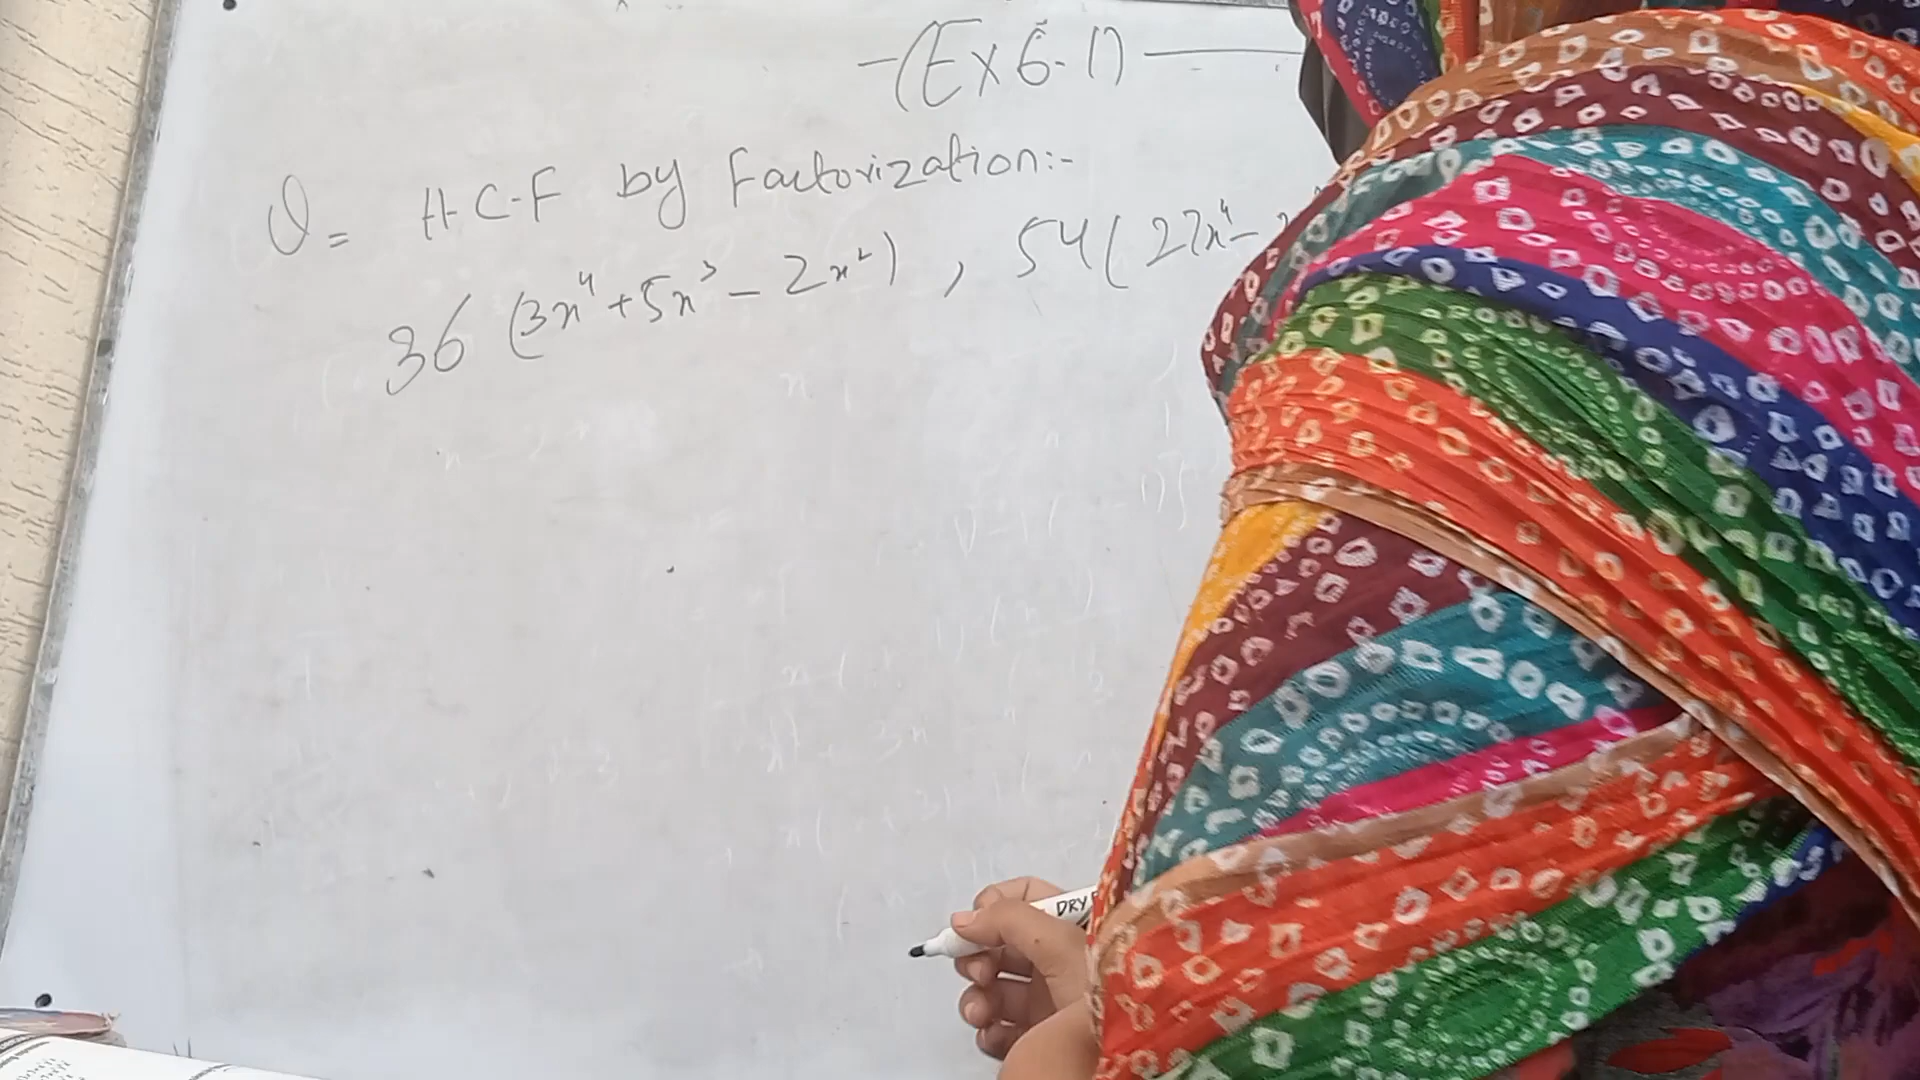 (Ex 6.1)
Q= H.C.F by Factorization:-
36 (3x⁴+5x³-2x²), 54(27x⁴-
DRY